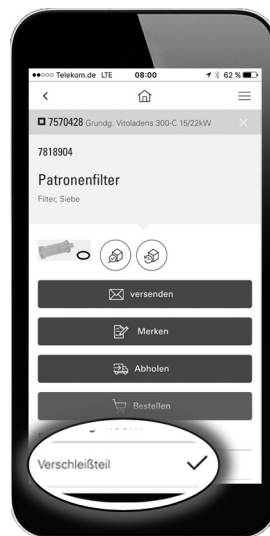 Telekom.de LTE 08:00 62 %
7570428 Grundg. Vitoladens 300-C 15/22kW
7818904
Patronenfilter
Filter, Siebe
versenden
Merken
Abholen
Bestellen
Verschleißteil